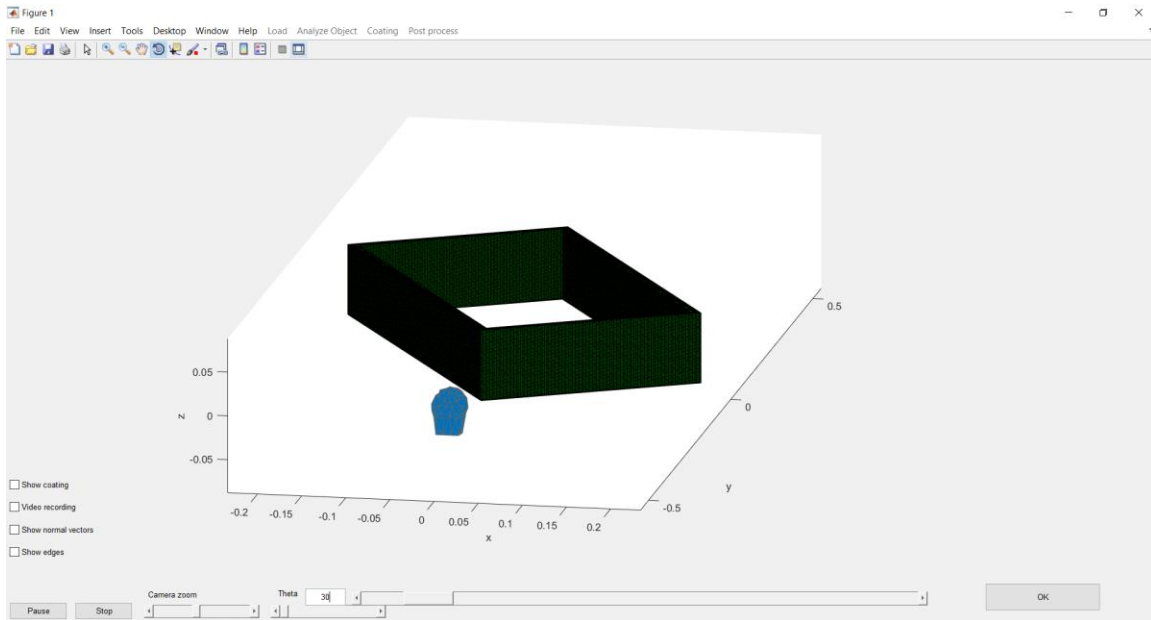 Figure 1
File Edit View Insert Tools Desktop Window Help Load Analyze Object Coating Post process
0.5
0.05
z 0
0
-0.05
y
Show coating
-0.5
Video recording
-0.2 -0.15 -0.1 -0.05 0 0.05 0.1 0.15 0.2
Show normal vectors
x
Show edges
Camera zoom Theta 30 OK
Pause Stop